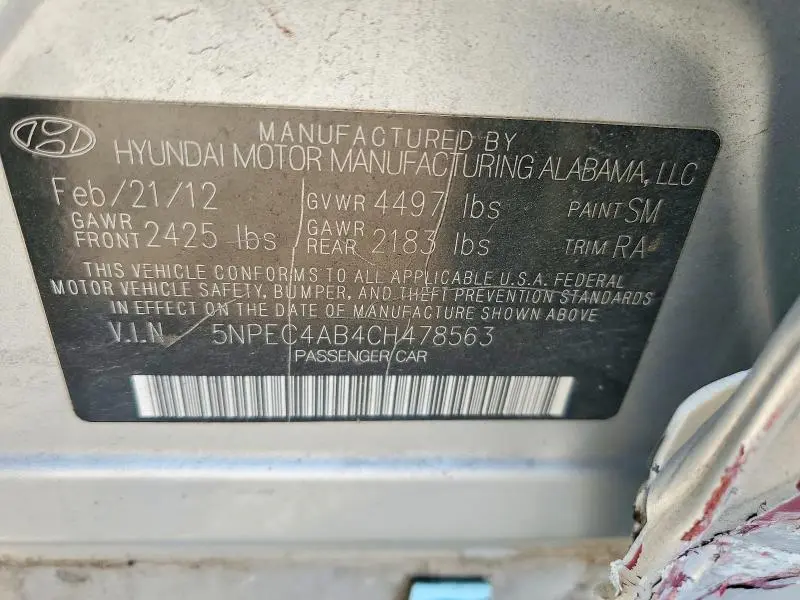 MANUFACTURED BY
HYUNDAI MOTOR MANUFACTURING ALABAMA, LLC
Feb/21/12 GVWR 4497 lbs PAINT SM
GAWR FRONT 2425 lbs GAWR REAR 2183 lbs TRIM RA
THIS VEHICLE CONFORMS TO ALL APPLICABLE U.S.A. FEDERAL
MOTOR VEHICLE SAFETY, BUMPER, AND THEFT PREVENTION STANDARDS
IN EFFECT ON THE DATE OF MANUFACTURE SHOWN ABOVE.
V.I.N 5NPEC4AB4CH478563
PASSENGER CAR